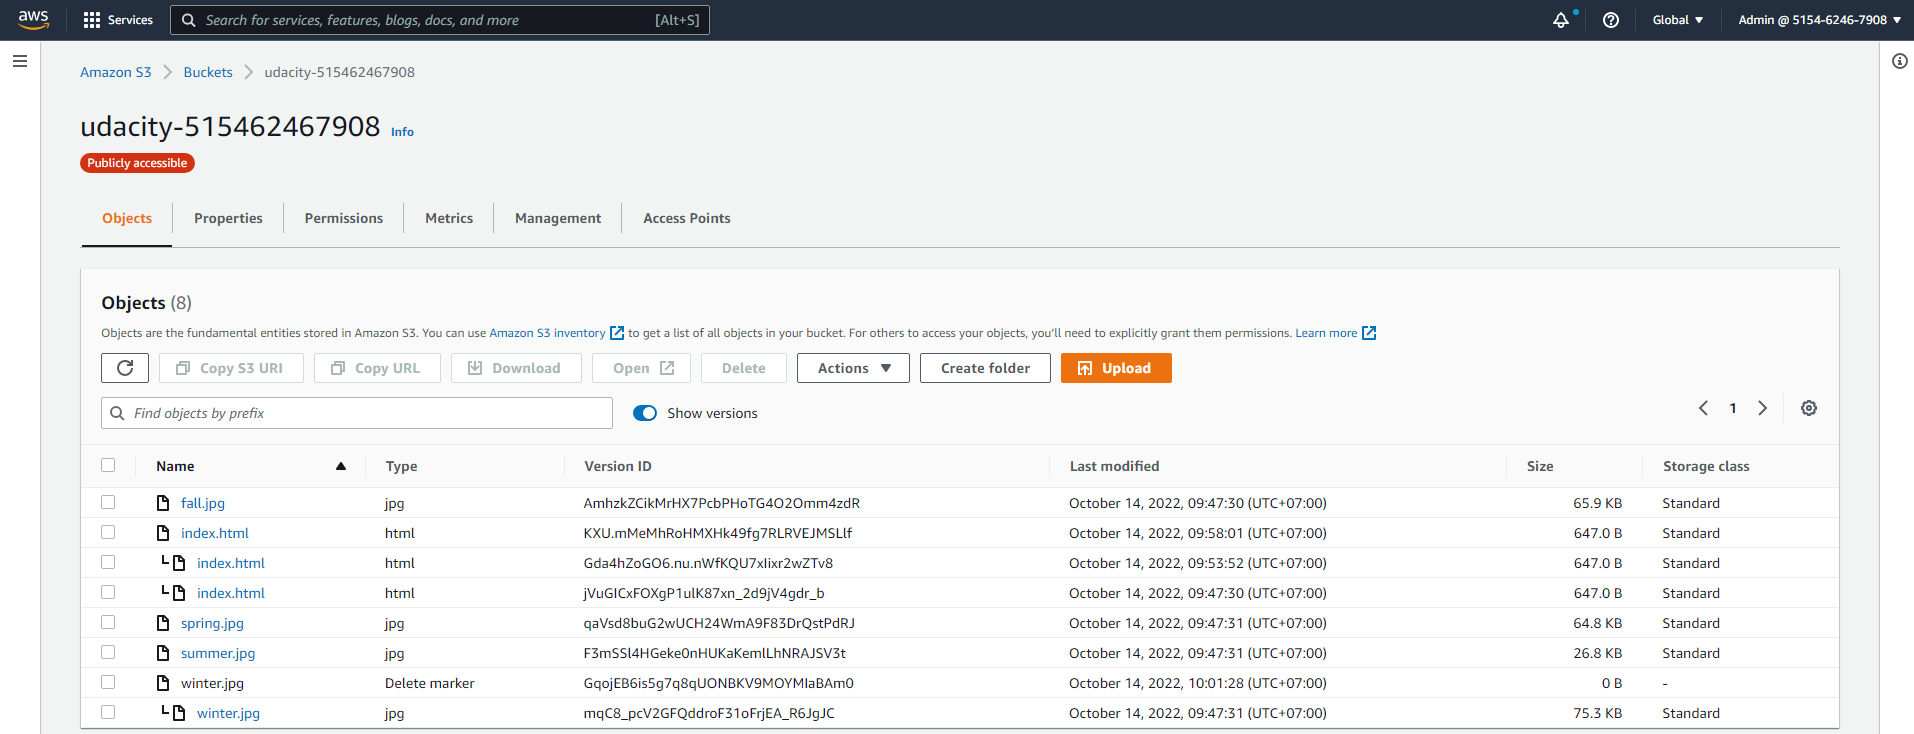 aws Services Search for services, features, blogs, docs, and more [Alt+S] Global Admin @ 5154-6246-7908
Amazon S3 Buckets udacity-515462467908
udacity-515462467908 Info
Publicly accessible
Objects Properties Permissions Metrics Management Access Points
Objects (8)
Objects are the fundamental entities stored in Amazon S3. You can use Amazon S3 inventory to get a list of all objects in your bucket. For others to access your objects, you'll need to explicitly grant them permissions. Learn more
Copy S3 URI Copy URL Download Open Delete Actions Create folder Upload
Find objects by prefix Show versions 1
Name Type Version ID Last modified Size Storage class
fall.jpg jpg AmhzkZCikMrHX7PcbPHoTG4O2Omm4zdR October 14, 2022, 09:47:30 (UTC+07:00) 65.9 KB Standard
index.html html KXU.mMeMhRoHMXHk49fg7RLRVEJMSLlf October 14, 2022, 09:58:01 (UTC+07:00) 647.0 B Standard
index.html html Gda4hZoGO6.nu.nWfKQU7xIixr2wZTv8 October 14, 2022, 09:53:52 (UTC+07:00) 647.0 B Standard
index.html html jVuGICxFOXgP1ulK87xn_2d9jV4gdr_b October 14, 2022, 09:47:30 (UTC+07:00) 647.0 B Standard
spring.jpg jpg qaVsd8buG2wUCH24WmA9F83DrQstPdRJ October 14, 2022, 09:47:31 (UTC+07:00) 64.8 KB Standard
summer.jpg jpg F3mSSl4HGeke0nHUKaKemlLhNRAJSV3t October 14, 2022, 09:47:31 (UTC+07:00) 26.8 KB Standard
winter.jpg Delete marker GqojEB6is5g7q8qUONBKV9MOYMIaBAm0 October 14, 2022, 10:01:28 (UTC+07:00) 0 B -
winter.jpg jpg mqC8_pcV2GFQddroF31oFrjEA_R6JgJC October 14, 2022, 09:47:31 (UTC+07:00) 75.3 KB Standard